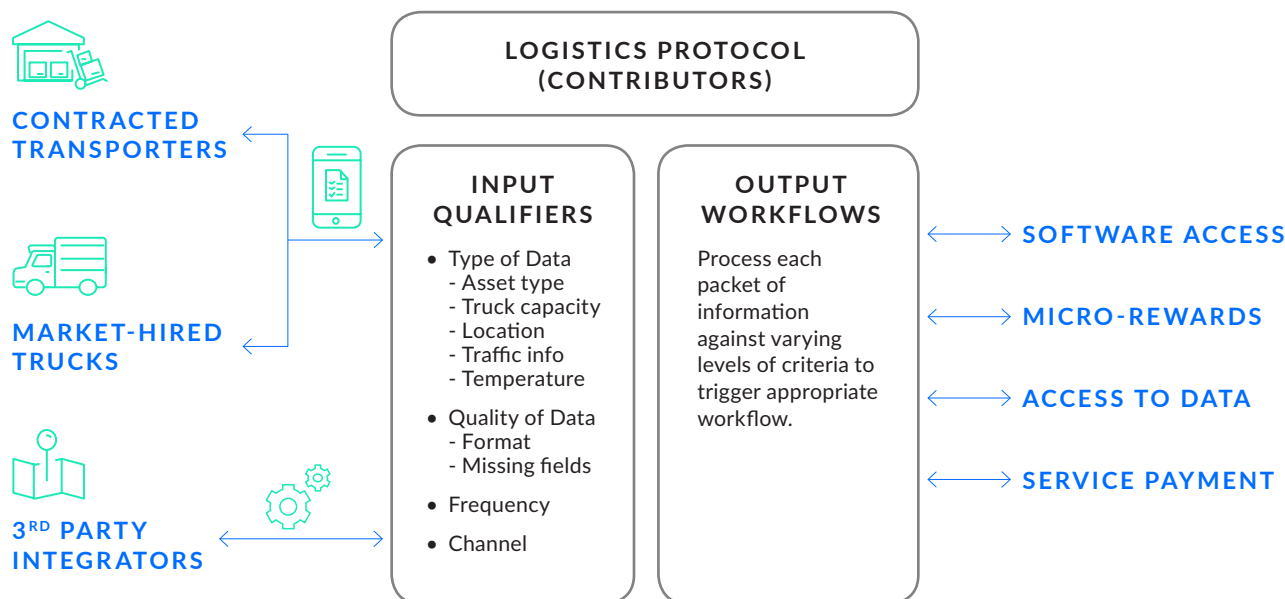 LOGISTICS PROTOCOL
(CONTRIBUTORS)
CONTRACTED
TRANSPORTERS
MARKET-HIRED
TRUCKS
3RD PARTY
INTEGRATORS
INPUT
QUALIFIERS
• Type of Data
- Asset type
- Truck capacity
- Location
- Traffic info
- Temperature
• Quality of Data
- Format
- Missing fields
• Frequency
• Channel
OUTPUT
WORKFLOWS
Process each
packet of
information
against varying
levels of criteria to
trigger appropriate
workflow.
SOFTWARE ACCESS
MICRO-REWARDS
ACCESS TO DATA
SERVICE PAYMENT